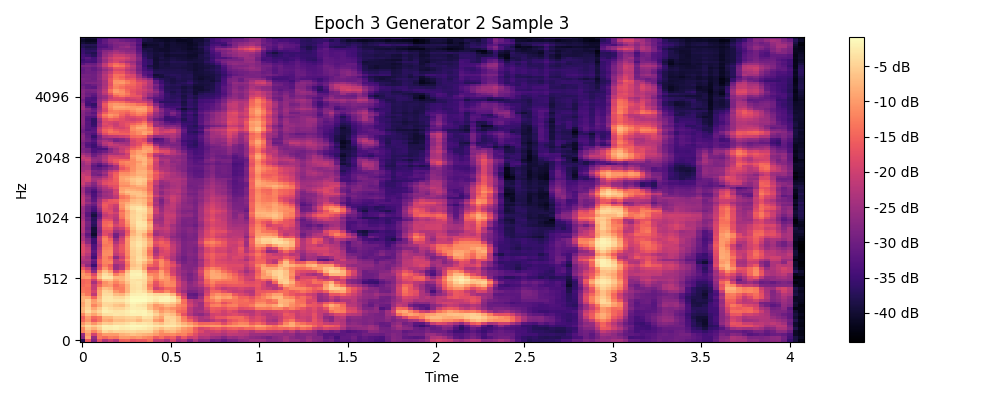 Epoch 3 Generator 2 Sample 3
4096
2048
1024
512
0
Hz
0
0.5
1
1.5
2
2.5
3
3.5
4
Time
-5 dB
-10 dB
-15 dB
-20 dB
-25 dB
-30 dB
-35 dB
-40 dB